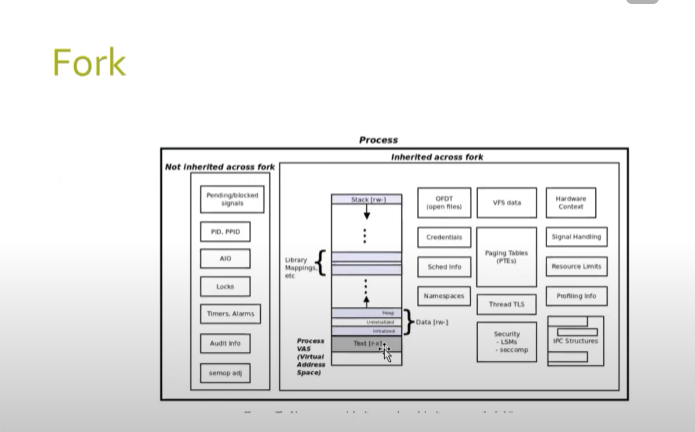 Fork
Process
Not inherited across fork
Inherited across fork
Pending/blocked
signals
PID, PPID
AIO
Locks
Timers, Alarms
Audit Info
semop adj
Stack [rw-]
Library
Mappings,
etc
Heap
Uninitialized
Initialized
Data [rw-]
Text [r-x]
Process
VAS
(Virtual
Address
Space)
OFDT
(open files)
Credentials
Sched Info
Namespaces
VFS data
Paging Tables
(PTEs)
Thread TLS
Security
- LSMs
- seccomp
Hardware
Context
Signal Handling
Resource Limits
Profiling Info
IPC Structures